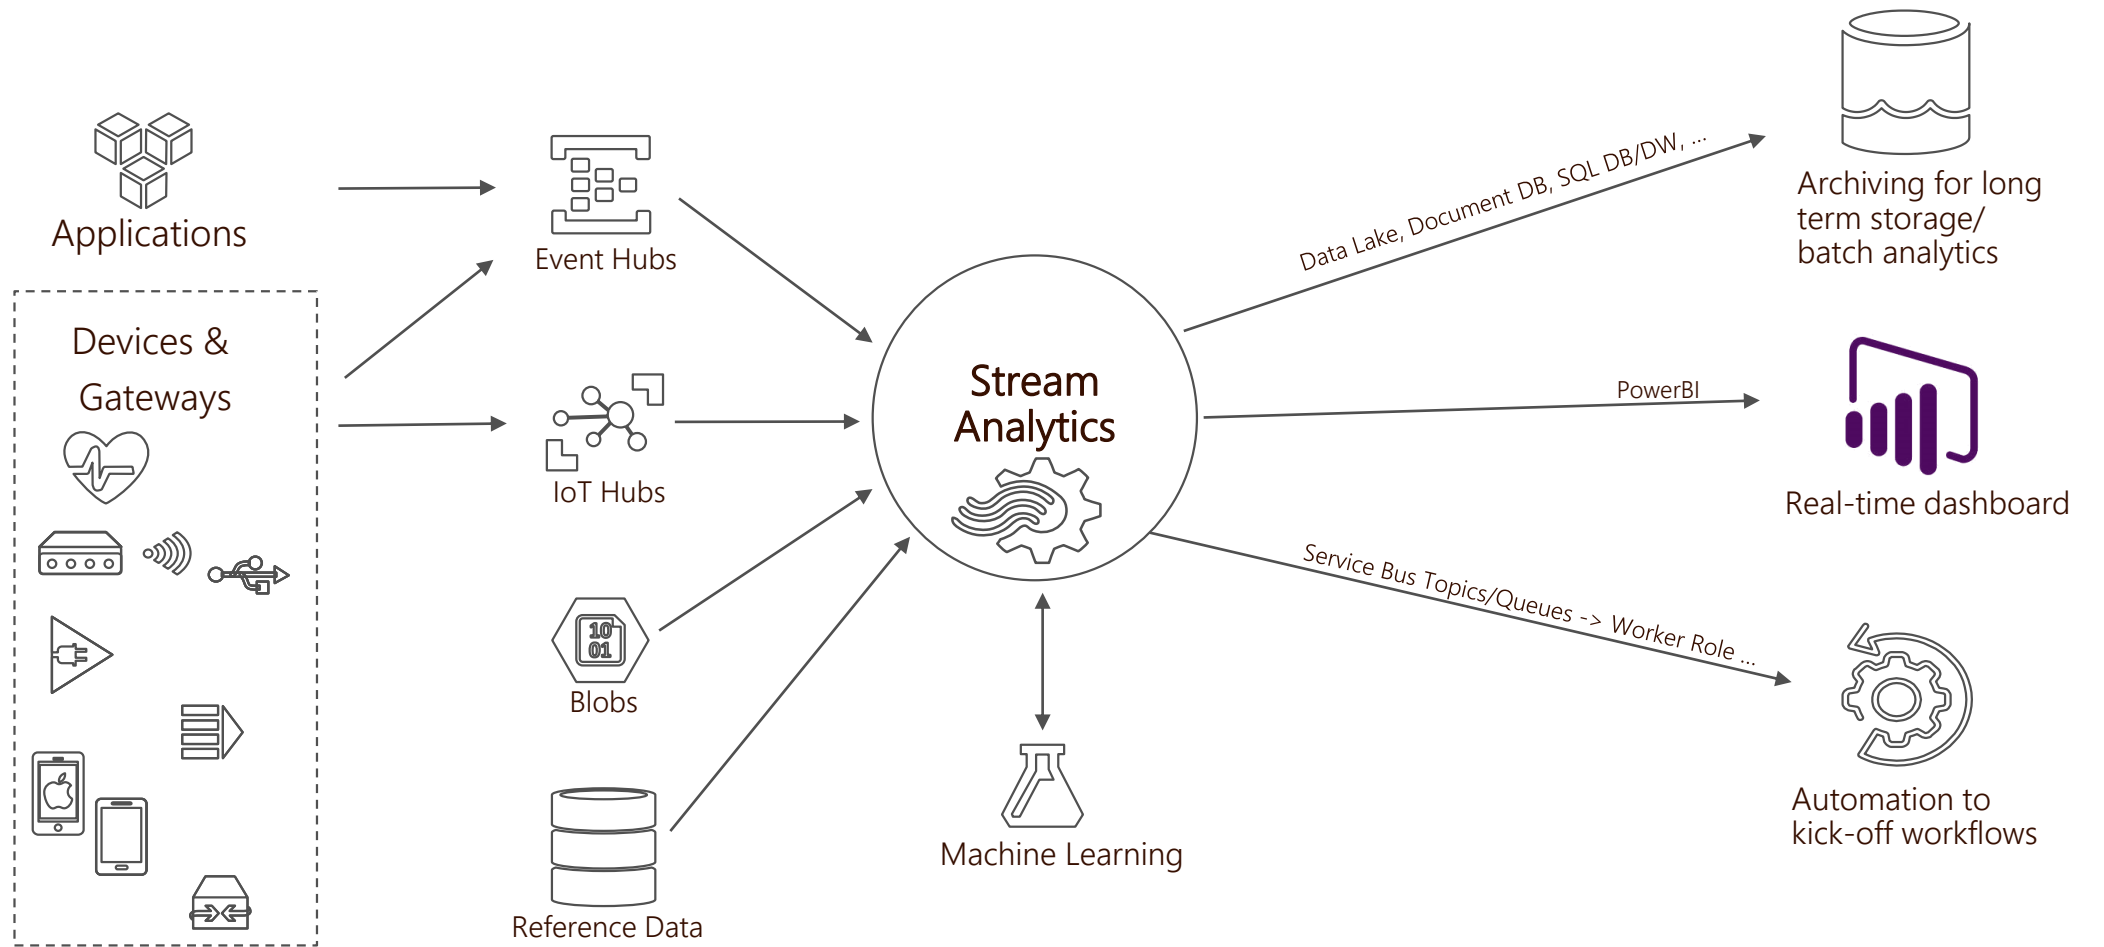 Applications
Devices &
Gateways
Event Hubs
IoT Hubs
10
01
Blobs
Reference Data
Stream
Analytics
Machine Learning
Data Lake, Document DB, SQL DB/DW, ...
PowerBI
Service Bus Topics/Queues -> Worker Role ...
Archiving for long
term storage/
batch analytics
Real-time dashboard
Automation to
kick-off workflows